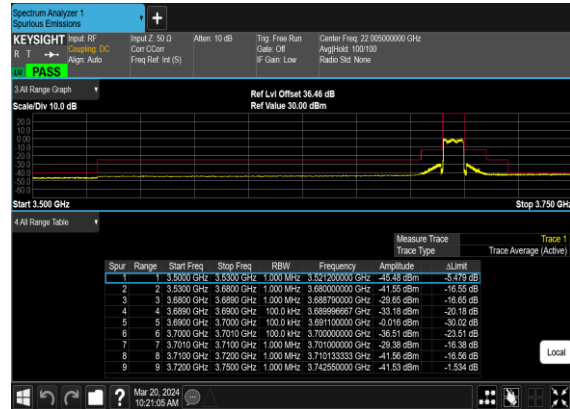 Spectrum Analyzer 1
Spurious Emissions
KEYSIGHT Input: RF Input Z: 50 Ω Atten: 10 dB Trig: Free Run Center Freq: 22.005000000 GHz
R T Coupling: DC Corr CCorr Gate: Off Avg|Hold: 100/100
Align: Auto Freq Ref: Int (S) IF Gain: Low Radio Std: None
PASS
3 All Range Graph
Ref Lvl Offset 36.46 dB
Scale/Div 10.0 dB Ref Value 30.00 dBm
20.0
10.0
0.00
-10.0
-20.0
-30.0
-40.0
-50.0
-60.0
Start 3.500 GHz Stop 3.750 GHz
4 All Range Table
Measure Trace Trace 1
Trace Type Trace Average (Active)
Spur Range Start Freq Stop Freq RBW Frequency Amplitude ΔLimit
1 1 3.5000 GHz 3.5300 GHz 1.000 MHz 3.521200000 GHz -45.48 dBm -5.479 dB
2 2 3.5300 GHz 3.6800 GHz 1.000 MHz 3.680000000 GHz -41.55 dBm -16.55 dB
3 3 3.6800 GHz 3.6890 GHz 1.000 MHz 3.688790000 GHz -29.65 dBm -16.65 dB
4 4 3.6890 GHz 3.6900 GHz 100.0 kHz 3.689996667 GHz -33.18 dBm -20.18 dB
5 5 3.6900 GHz 3.7000 GHz 100.0 kHz 3.691100000 GHz -0.016 dBm -30.02 dB
6 6 3.7000 GHz 3.7010 GHz 100.0 kHz 3.700000000 GHz -36.51 dBm -23.51 dB
7 7 3.7010 GHz 3.7100 GHz 1.000 MHz 3.701000000 GHz -29.38 dBm -16.38 dB
8 8 3.7100 GHz 3.7200 GHz 1.000 MHz 3.710133333 GHz -41.56 dBm -16.56 dB
9 9 3.7200 GHz 3.7500 GHz 1.000 MHz 3.742550000 GHz -41.53 dBm -1.534 dB
Local
Mar 20, 2024
10:21:05 AM